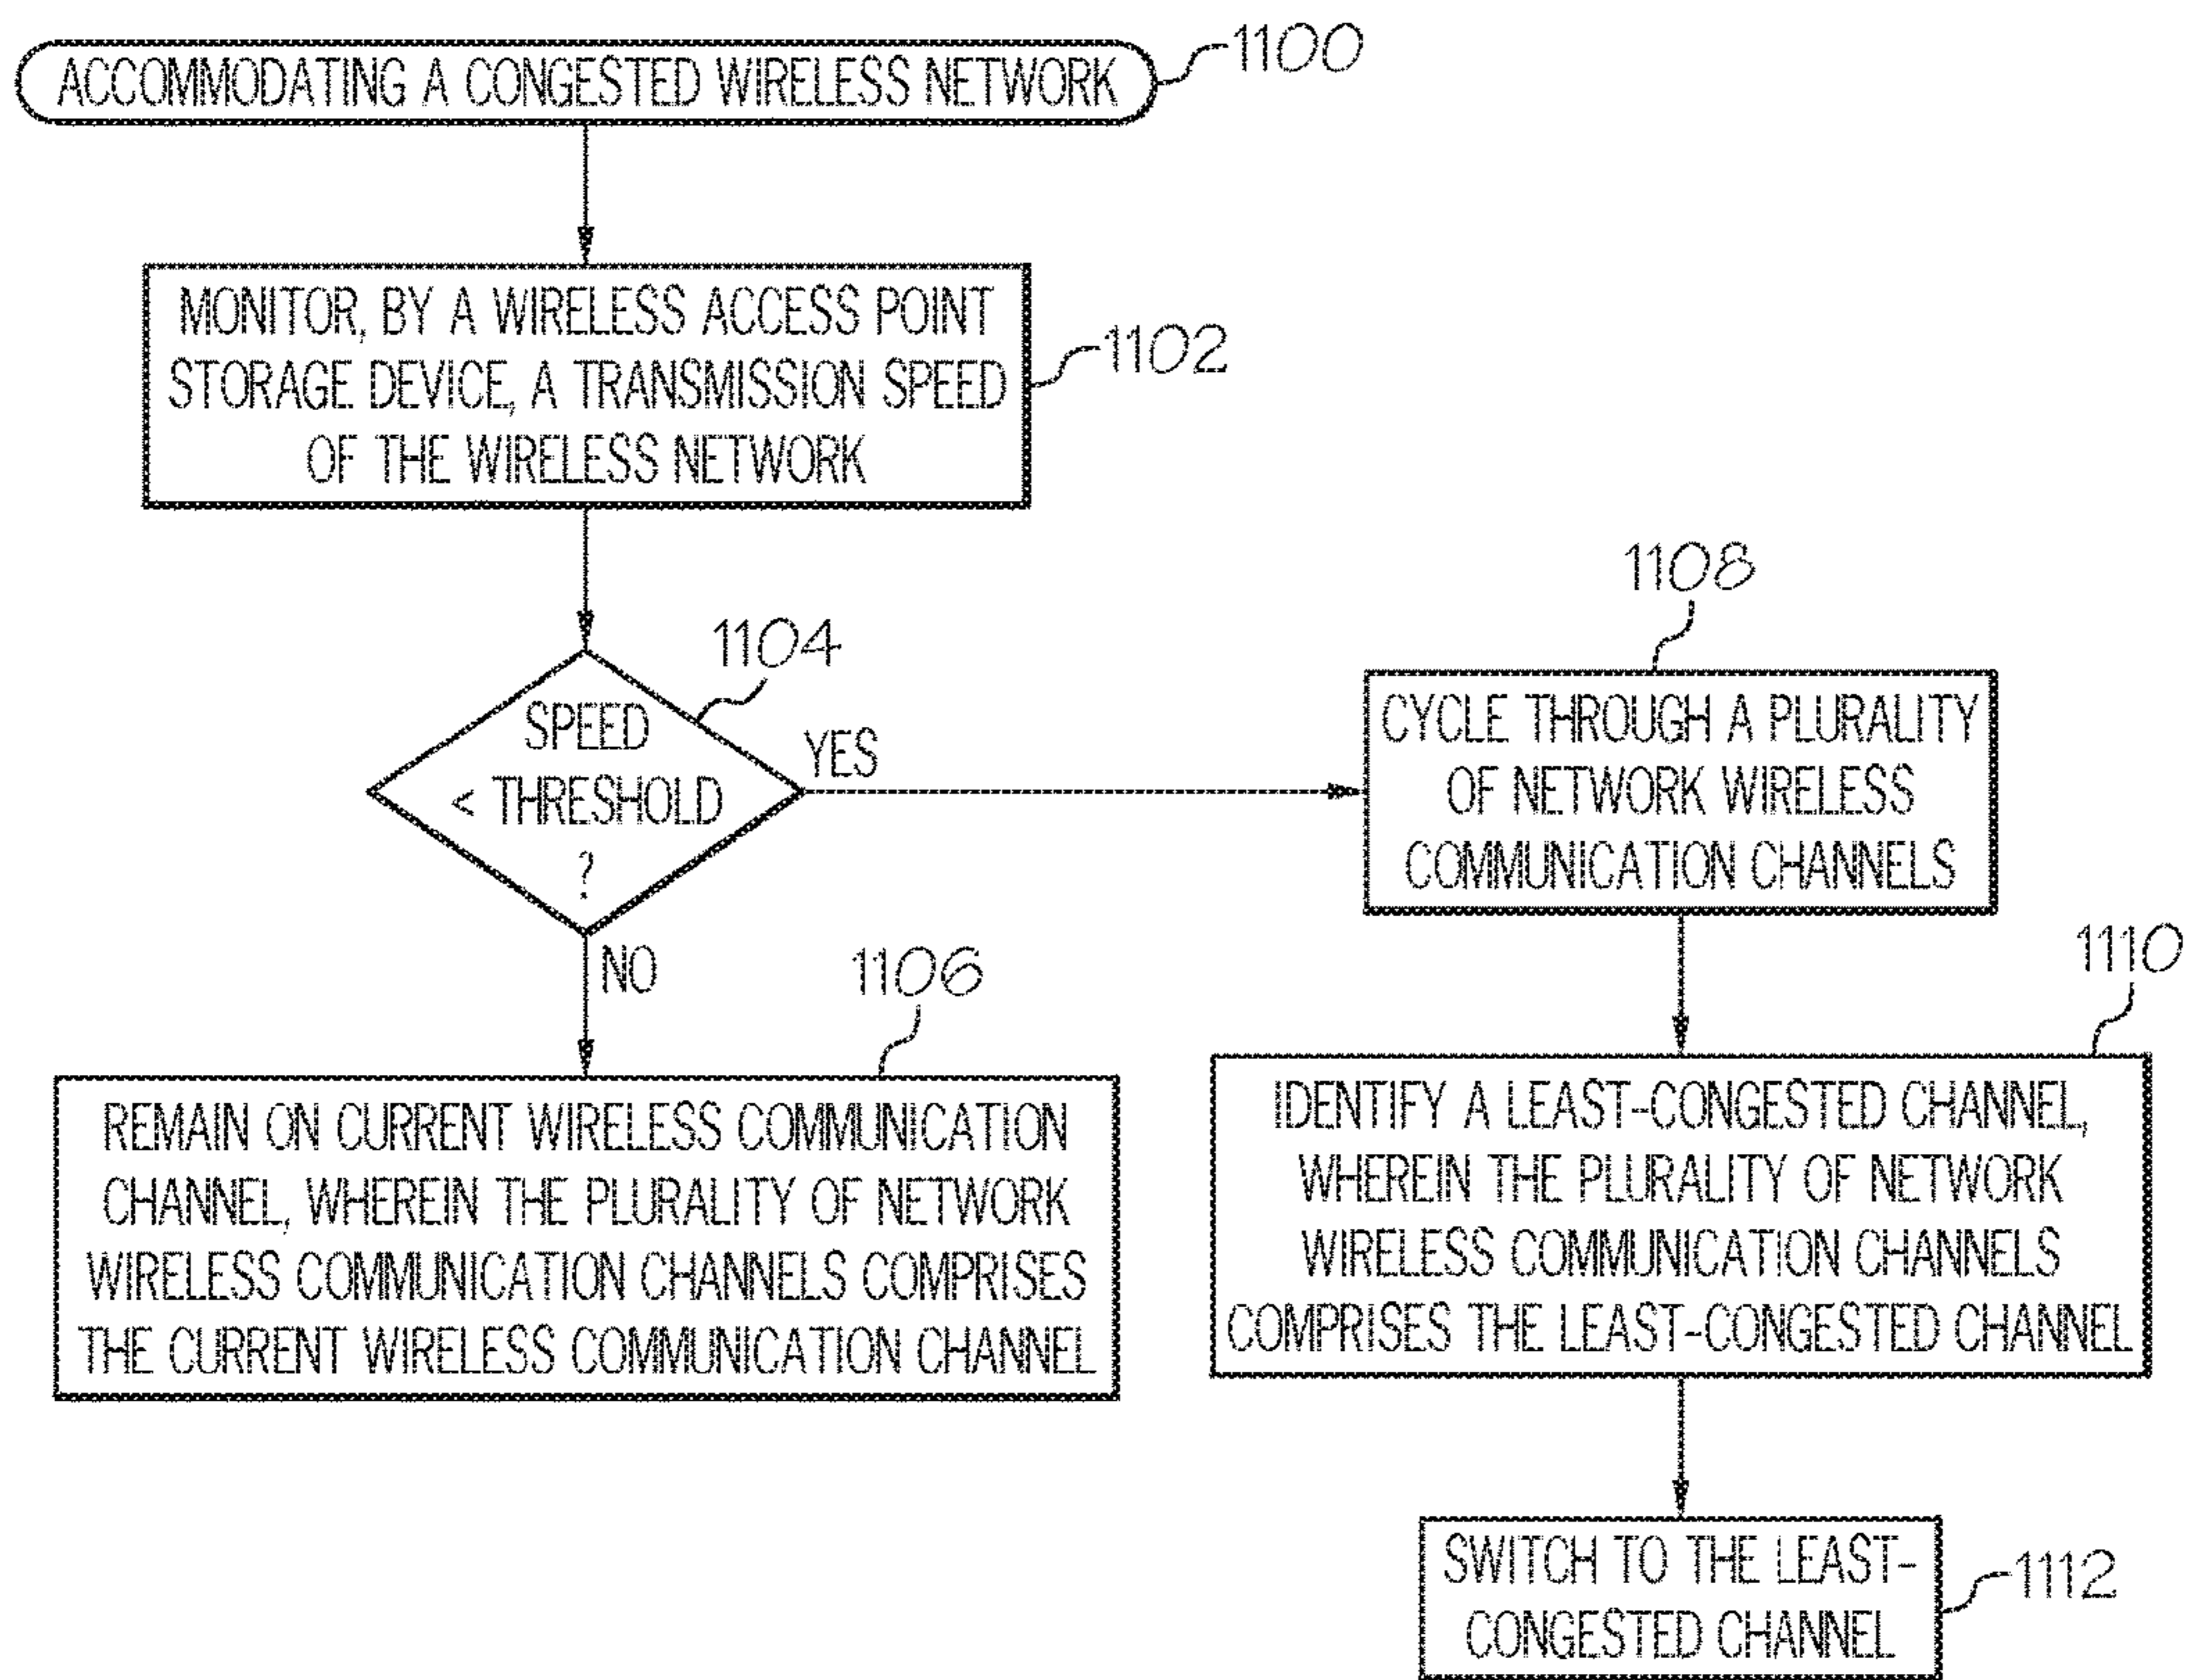 ACCOMMODATING A CONGESTED WIRELESS NETWORK
1100
MONITOR, BY A WIRELESS ACCESS POINT
STORAGE DEVICE, A TRANSMISSION SPEED
OF THE WIRELESS NETWORK
1102
1104
SPEED
< THRESHOLD
?
YES
NO
1106
REMAIN ON CURRENT WIRELESS COMMUNICATION
CHANNEL, WHEREIN THE PLURALITY OF NETWORK
WIRELESS COMMUNICATION CHANNELS COMPRISES
THE CURRENT WIRELESS COMMUNICATION CHANNEL
1108
CYCLE THROUGH A PLURALITY
OF NETWORK WIRELESS
COMMUNICATION CHANNELS
1110
IDENTIFY A LEAST-CONGESTED CHANNEL,
WHEREIN THE PLURALITY OF NETWORK
WIRELESS COMMUNICATION CHANNELS
COMPRISES THE LEAST-CONGESTED CHANNEL
SWITCH TO THE LEAST-
CONGESTED CHANNEL
1112